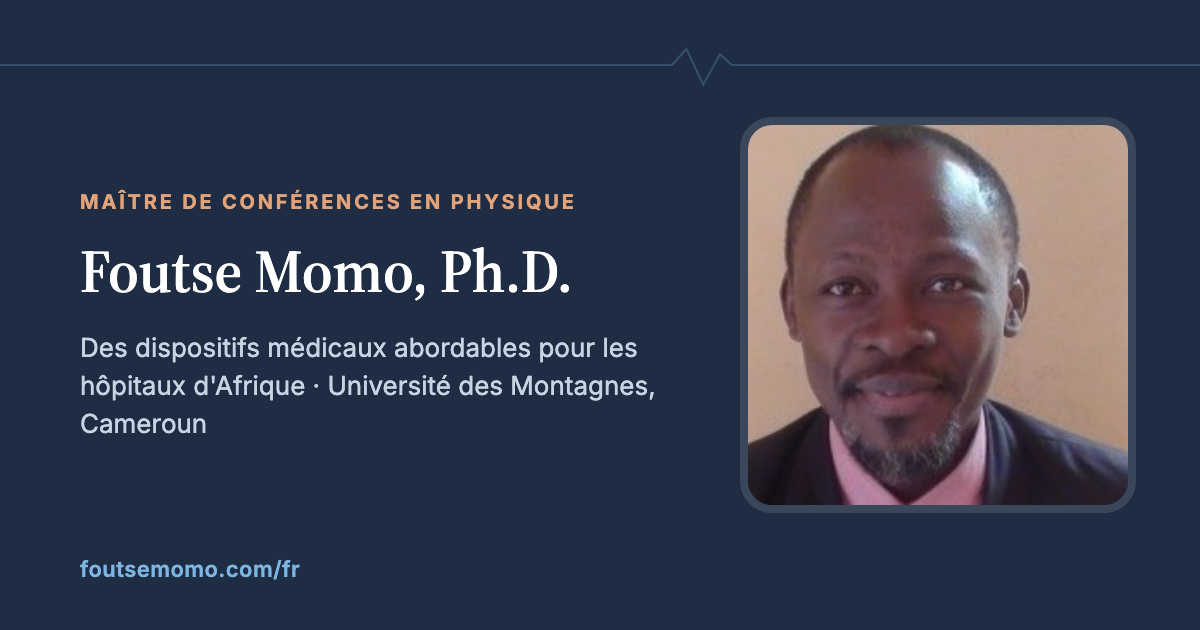 MAÎTRE DE CONFÉRENCES EN PHYSIQUE
Foutse Momo, Ph.D.
Des dispositifs médicaux abordables pour les
hôpitaux d'Afrique · Université des Montagnes,
Cameroun
foutsemomo.com/fr